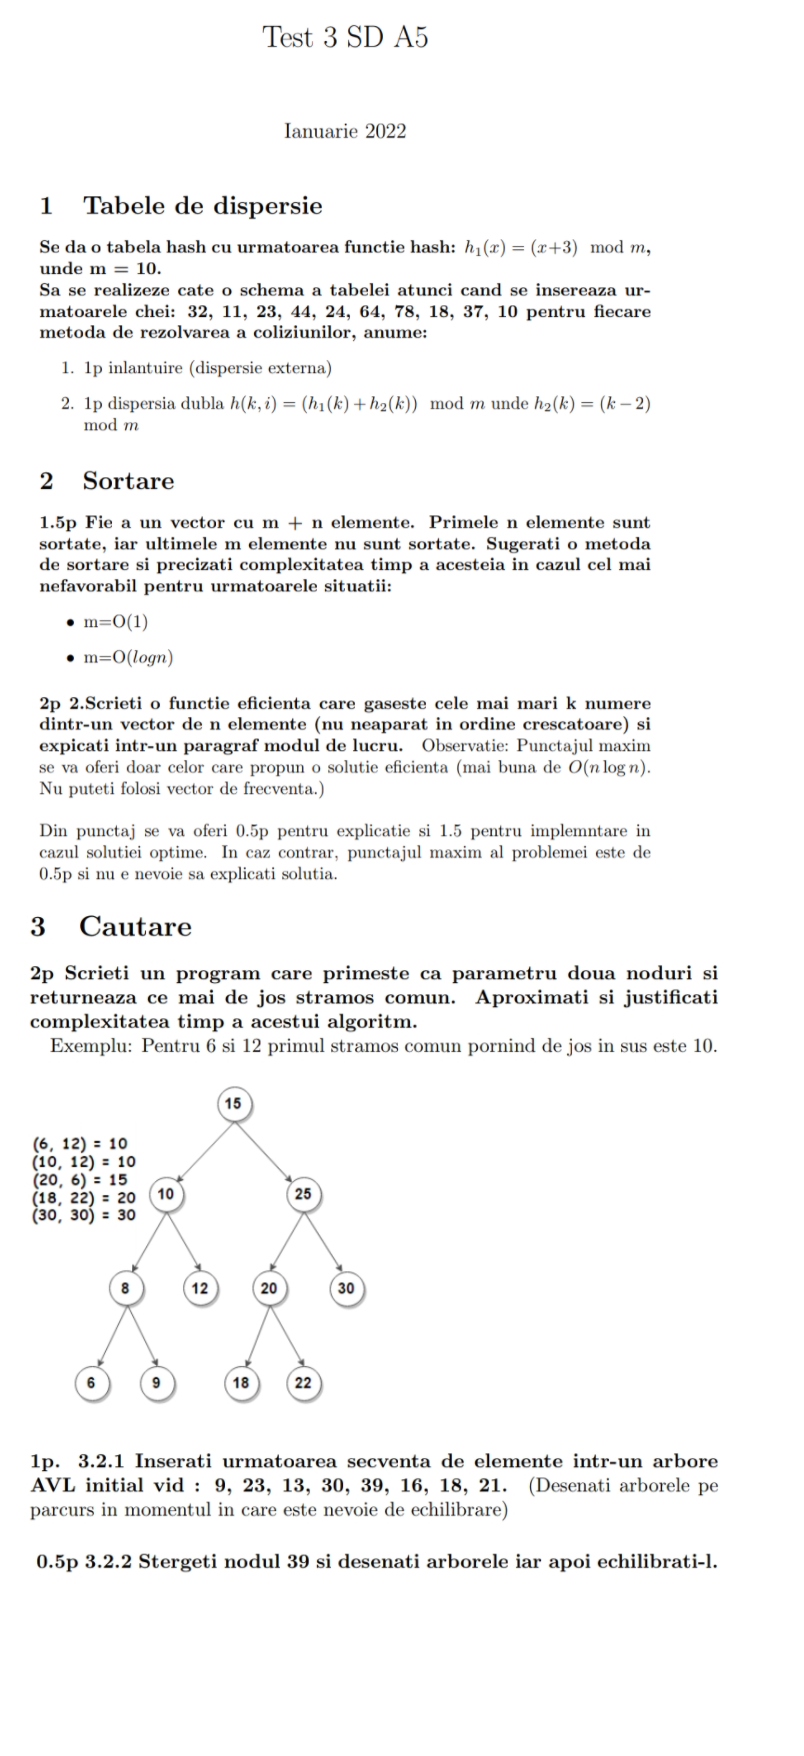 Test 3 SD A5
Ianuarie 2022
1 Tabele de dispersie
Se da o tabela hash cu urmatoarea functie hash: h₁(x) = (x+3) mod m,
unde m = 10.
Sa se realizeze cate o schema a tabelei atunci cand se insereaza ur-
matoarele chei: 32, 11, 23, 44, 24, 64, 78, 18, 37, 10 pentru fiecare
metoda de rezolvarea a coliziunilor, anume:
1. 1p inlantuire (dispersie externa)
2. 1p dispersia dubla h(k, i) = (h₁(k) + h₂(k)) mod m unde h₂(k) = (k − 2)
mod m
2 Sortare
1.5p Fie a un vector cu m + n elemente. Primele n elemente sunt
sortate, iar ultimele m elemente nu sunt sortate. Sugerati o metoda
de sortare si precizati complexitatea timp a acesteia in cazul cel mai
nefavorabil pentru urmatoarele situatii:
• m=O(1)
• m=O(logn)
2p 2.Scrieti o functie eficienta care gaseste cele mai mari k numere
dintr-un vector de n elemente (nu neaparat in ordine crescatoare) si
expicati intr-un paragraf modul de lucru. Observatie: Punctajul maxim
se va oferi doar celor care propun o solutie eficienta (mai buna de O(n log n).
Nu puteti folosi vector de frecventa.)
Din punctaj se va oferi 0.5p pentru explicatie si 1.5 pentru implemntare in
cazul solutiei optime. In caz contrar, punctajul maxim al problemei este de
0.5p si nu e nevoie sa explicati solutia.
3 Cautare
2p Scrieti un program care primeste ca parametru doua noduri si
returneaza ce mai de jos stramos comun. Aproximati si justificati
complexitatea timp a acestui algoritm.
Exemplu: Pentru 6 si 12 primul stramos comun pornind de jos in sus este 10.
15
(6, 12) = 10
(10, 12) = 10
(20, 6) = 15
(18, 22) = 20
(30, 30) = 30
10 25
8 12 20 30
6 9 18 22
1p. 3.2.1 Inserati urmatoarea secventa de elemente intr-un arbore
AVL initial vid : 9, 23, 13, 30, 39, 16, 18, 21. (Desenati arborele pe
parcurs in momentul in care este nevoie de echilibrare)
0.5p 3.2.2 Stergeti nodul 39 si desenati arborele iar apoi echilibrati-l.